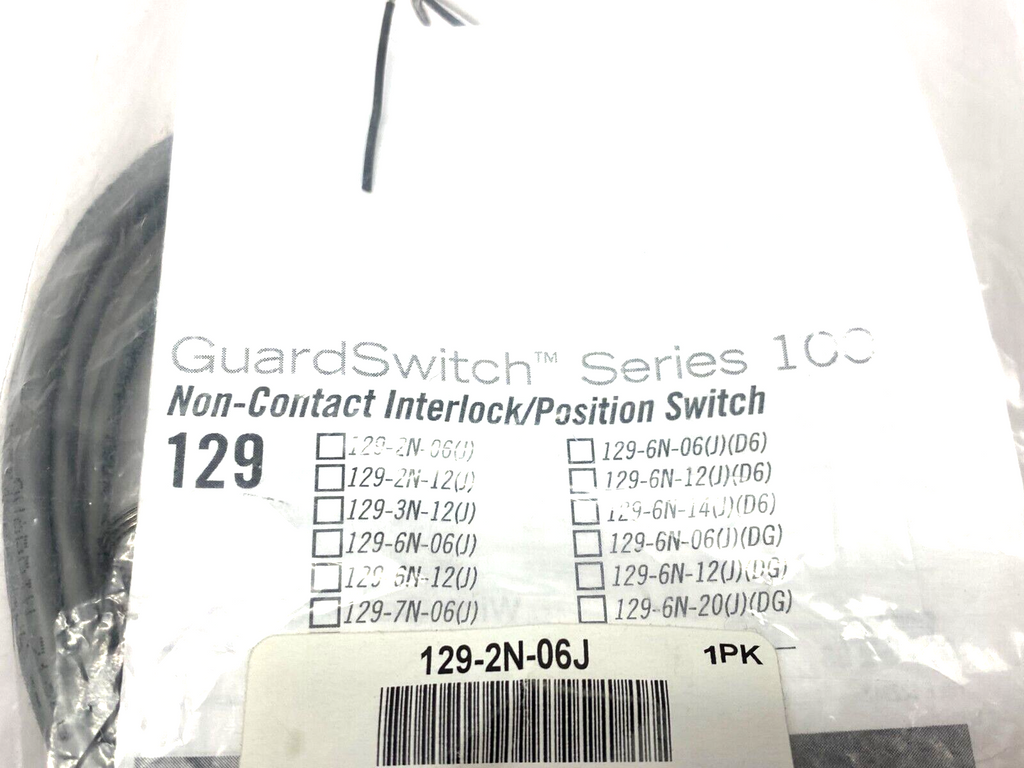 GuardSwitch™ Series 100
Non-Contact Interlock/Position Switch
129
129-2N-06(J)
129-2N-12(J)
129-3N-12(J)
129-6N-06(J)
129-6N-12(J)
129-7N-06(J)
129-6N-06(J)(D6)
129-6N-12(J)(D6)
129-6N-14(J)(D6)
129-6N-06(J)(DG)
129-6N-12(J)(DG)
129-6N-20(J)(DG)
129-2N-06J
1PK